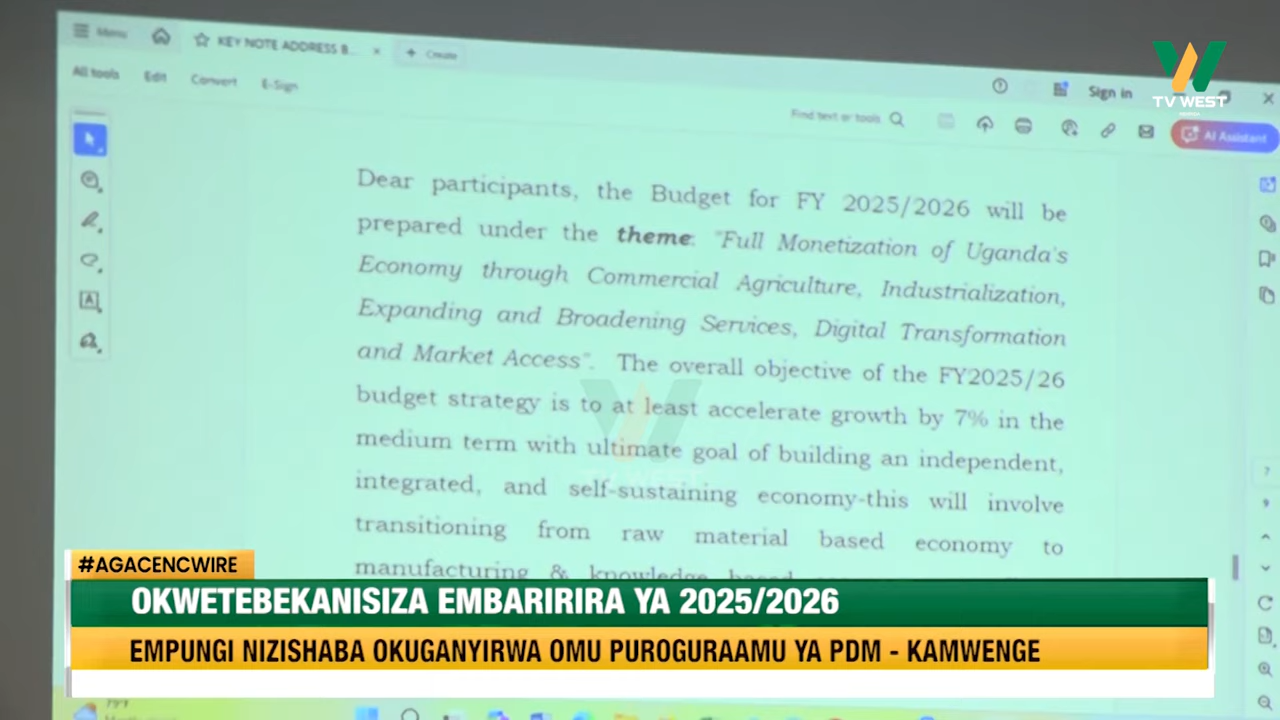 Menu
KEY NOTE ADDRESS B...
Create
All tools Edit Convert E-Sign
Sign in
TV WEST
Find text or tools
AI Assistant
Dear participants, the Budget for FY 2025/2026 will be
prepared under the theme: "Full Monetization of Uganda's
Economy through Commercial Agriculture, Industrialization,
Expanding and Broadening Services, Digital Transformation
and Market Access". The overall objective of the FY2025/26
budget strategy is to at least accelerate growth by 7% in the
medium term with ultimate goal of building an independent,
integrated, and self-sustaining economy-this will involve
transitioning from raw material based economy to
manufacturing & knowledge based
TV WEST
#AGACENCWIRE
OKWETEBEKANISIZA EMBARIRIRA YA 2025/2026
EMPUNGI NIZISHABA OKUGANYIRWA OMU PUROGURAAMU YA PDM - KAMWENGE